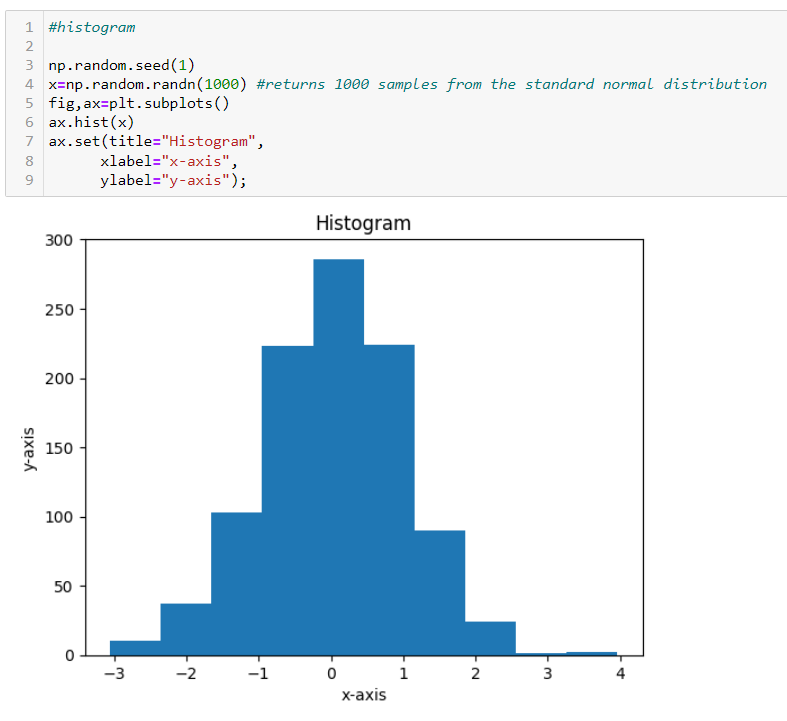 1 #histogram
2
3 np.random.seed(1)
4 x=np.random.randn(1000) #returns 1000 samples from the standard normal distribution
5 fig,ax=plt.subplots()
6 ax.hist(x)
7 ax.set(title="Histogram",
8       xlabel="x-axis",
9       ylabel="y-axis");
Histogram
300
250
200
150
100
50
0
y-axis
−3 −2 −1 0 1 2 3 4
x-axis